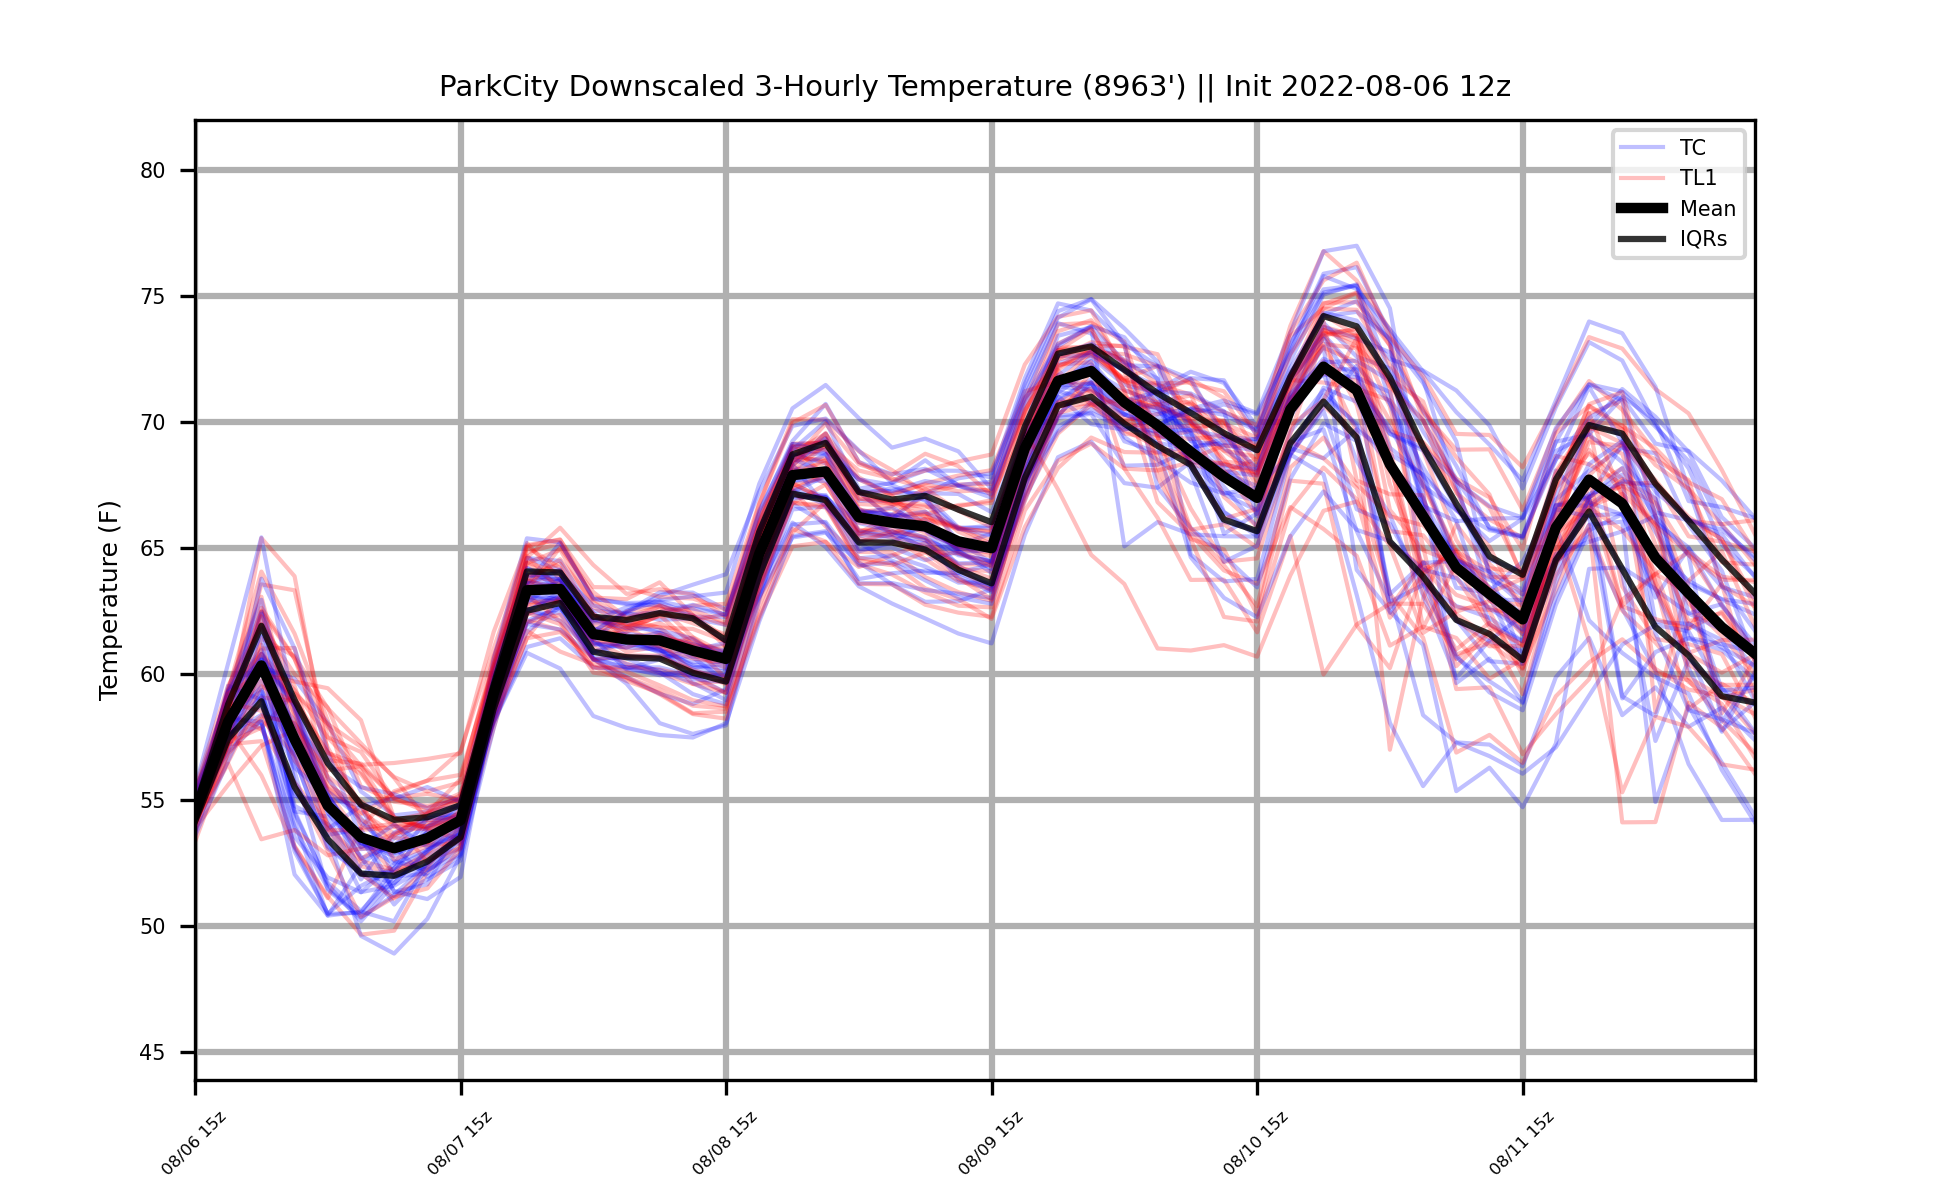 ParkCity Downscaled 3-Hourly Temperature (8963') || Init 2022-08-06 12z
TC
TL1
Mean
IQRs
Temperature (F)
80
75
70
65
60
55
50
45
08/06 15z
08/07 15z
08/08 15z
08/09 15z
08/10 15z
08/11 15z